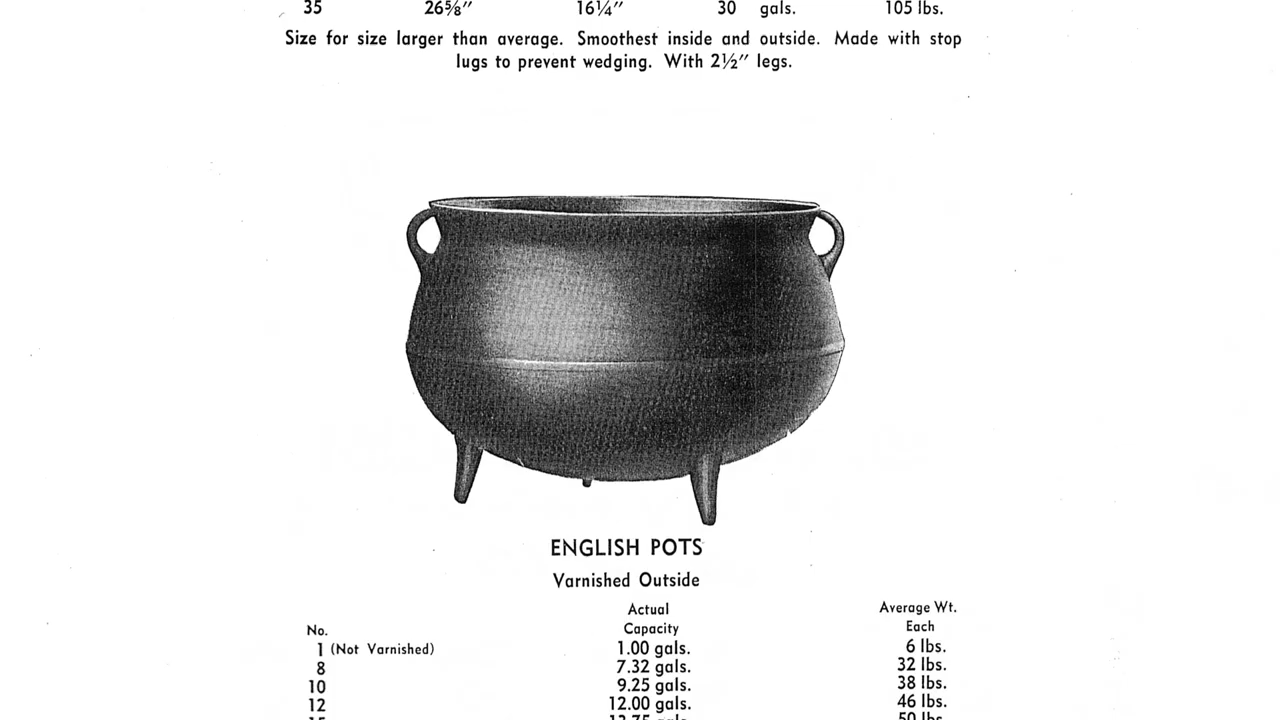 35 26⅝″ 16¼″ 30 gals. 105 lbs.
Size for size larger than average. Smoothest inside and outside. Made with stop
lugs to prevent wedging. With 2½″ legs.
ENGLISH POTS
Varnished Outside
Actual Average Wt.
No. Capacity Each
1 (Not Varnished) 1.00 gals. 6 lbs.
8 7.32 gals. 32 lbs.
10 9.25 gals. 38 lbs.
12 12.00 gals. 46 lbs.